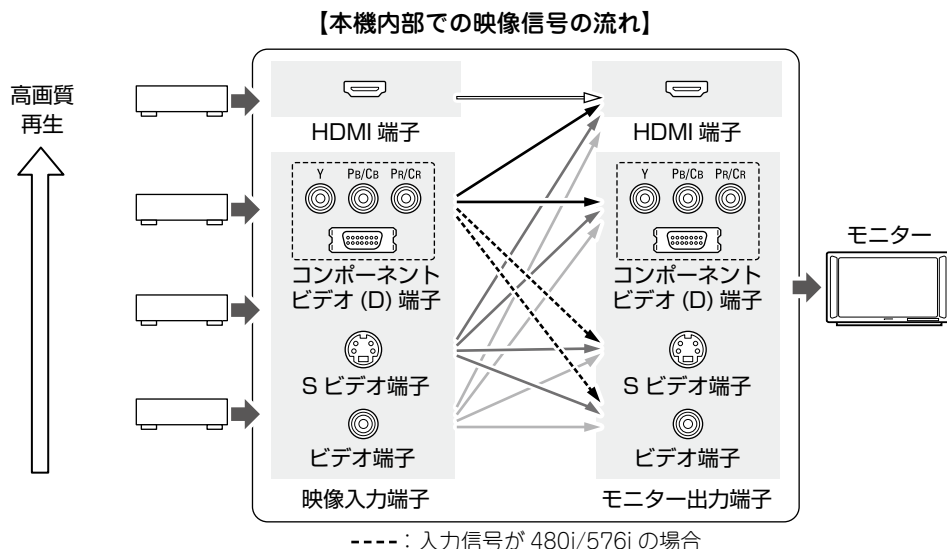 【本機内部での映像信号の流れ】
高画質
再生
HDMI 端子
HDMI 端子
Y PB/CB PR/CR
Y PB/CB PR/CR
コンポーネント
ビデオ (D) 端子
コンポーネント
ビデオ (D) 端子
モニター
S ビデオ端子
S ビデオ端子
ビデオ端子
ビデオ端子
映像入力端子
モニター出力端子
----：入力信号が 480i/576i の場合